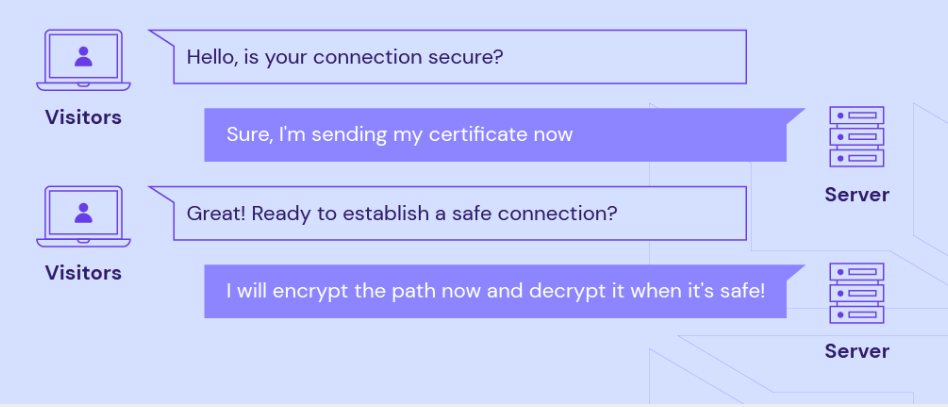 Hello, is your connection secure?
Visitors
Sure, I'm sending my certificate now
Server
Great! Ready to establish a safe connection?
Visitors
I will encrypt the path now and decrypt it when it's safe!
Server